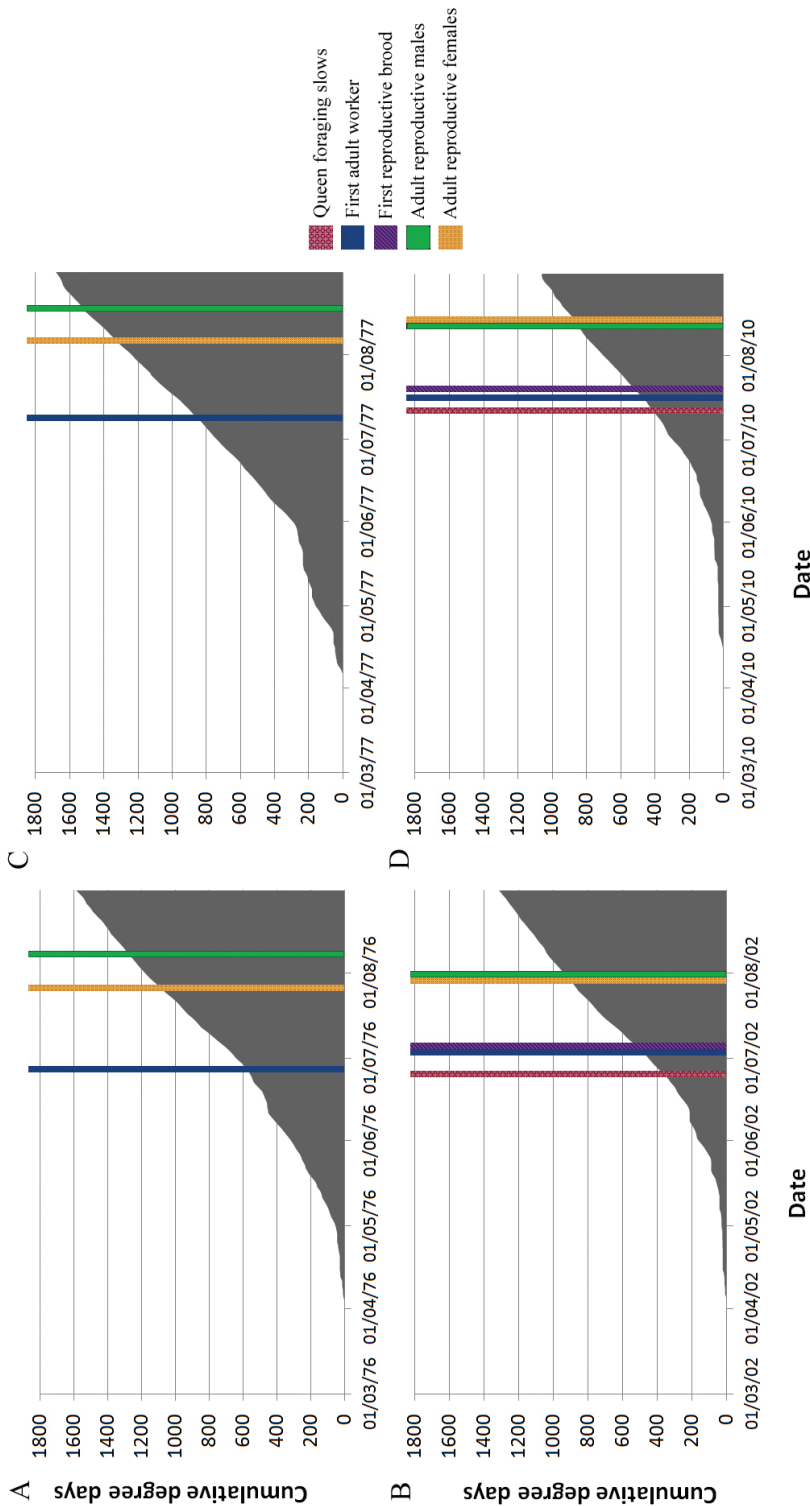 A
Cumulative degree days
1800
1600
1400
1200
1000
800
600
400
200
0
01/03/76 01/04/76 01/05/76 01/06/76 01/07/76 01/08/76
C
1800
1600
1400
1200
1000
800
600
400
200
0
01/03/77 01/04/77 01/05/77 01/06/77 01/07/77 01/08/77
Queen foraging slows
First adult worker
First reproductive brood
Adult reproductive males
Adult reproductive females
B
Cumulative degree days
1800
1600
1400
1200
1000
800
600
400
200
0
01/03/02 01/04/02 01/05/02 01/06/02 01/07/02 01/08/02
Date
D
1800
1600
1400
1200
1000
800
600
400
200
0
01/03/10 01/04/10 01/05/10 01/06/10 01/07/10 01/08/10
Date